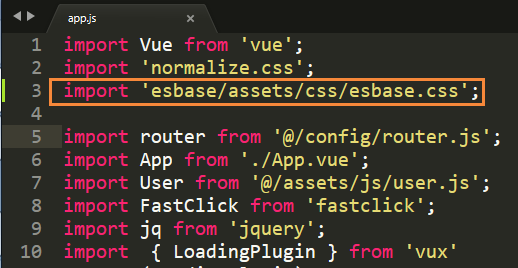 app.js
1 import Vue from 'vue';
2 import 'normalize.css';
3 import 'esbase/assets/css/esbase.css';
4
5 import router from '@/config/router.js';
6 import App from './App.vue';
7 import User from '@/assets/js/user.js';
8 import FastClick from 'fastclick';
9 import jq from 'jquery';
10 import  { LoadingPlugin } from 'vux'